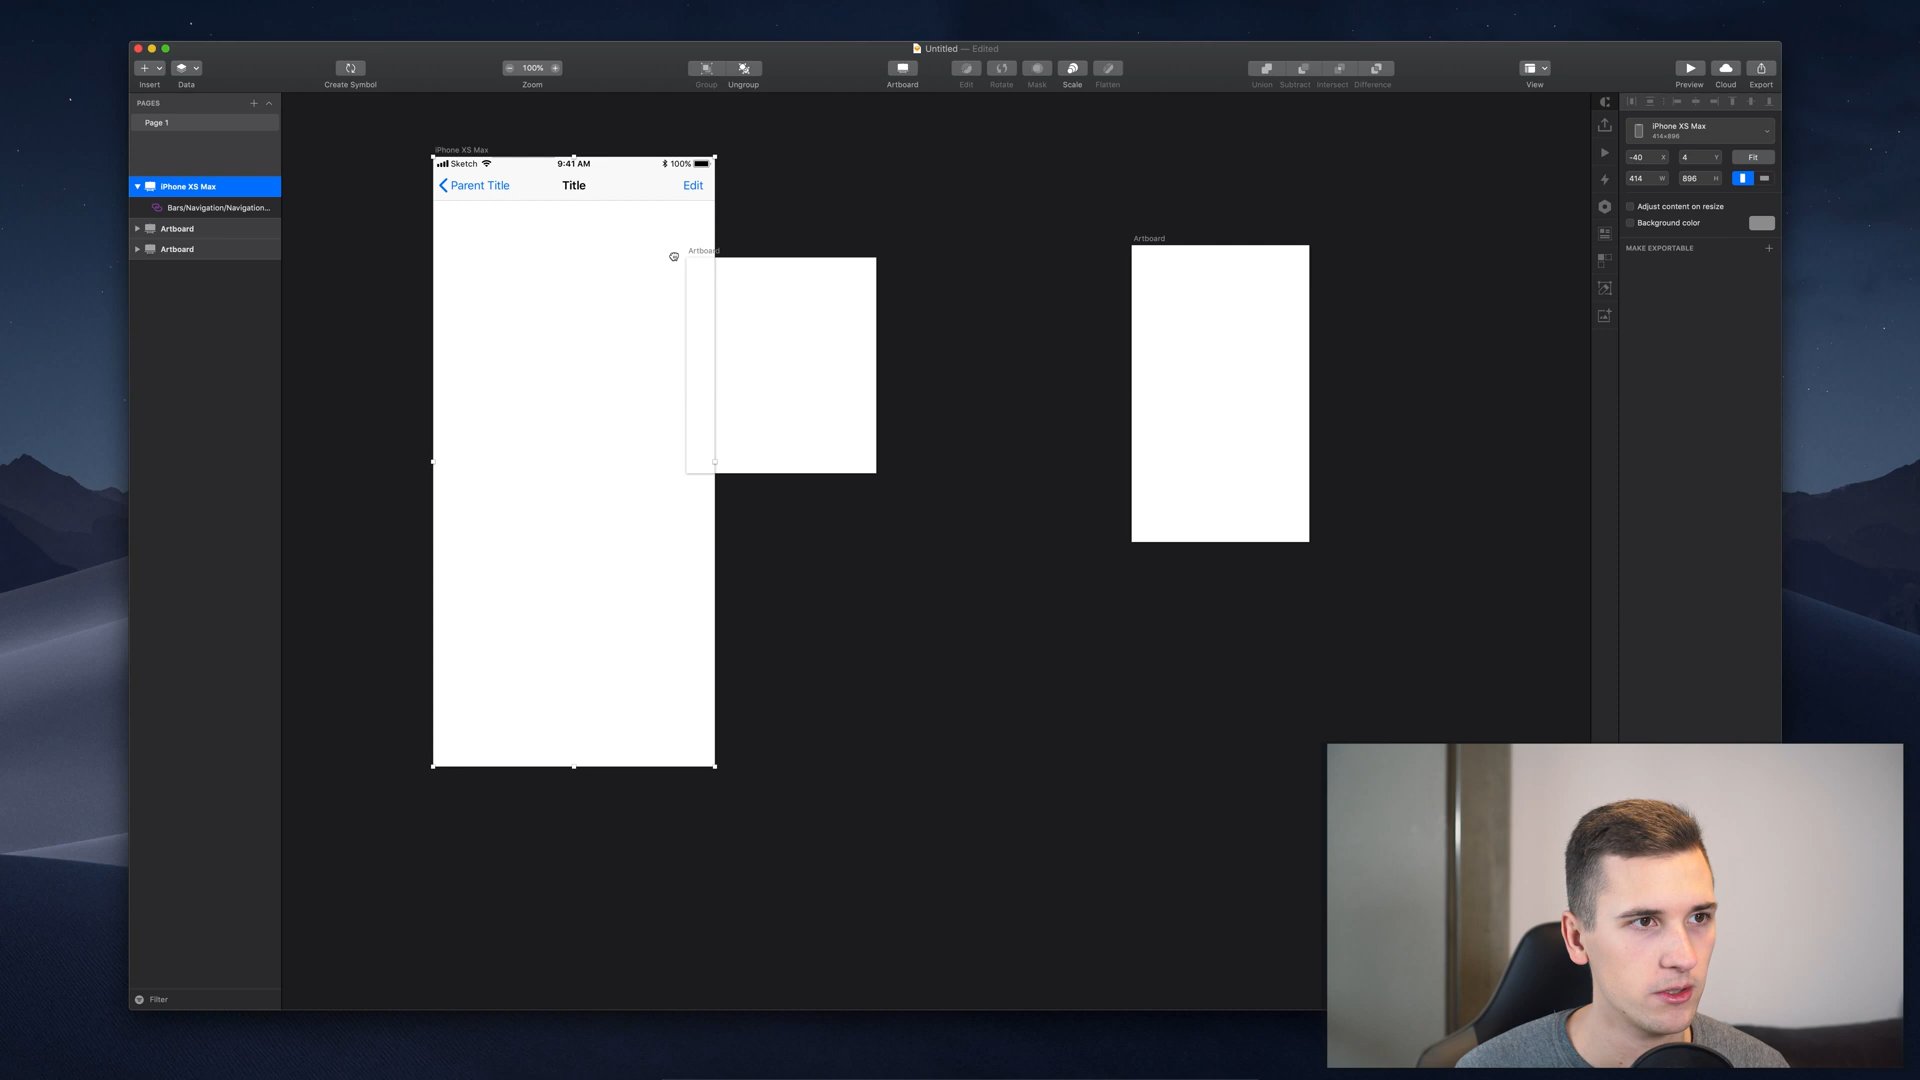 Untitled — Edited
Insert
Data
Create Symbol
100%
Zoom
Group
Ungroup
Artboard
Edit
Rotate
Mask
Scale
Flatten
Union
Subtract
Intersect
Difference
View
Preview
Cloud
Export
PAGES
Page 1
iPhone XS Max
Bars/Navigation/Navigation...
Artboard
Artboard
Filter
iPhone XS Max
Sketch
9:41 AM
100%
Parent Title
Title
Edit
Artboard
Artboard
iPhone XS Max
414×896
-40 X
4 Y
Fit
414 W
896 H
Adjust content on resize
Background color
MAKE EXPORTABLE